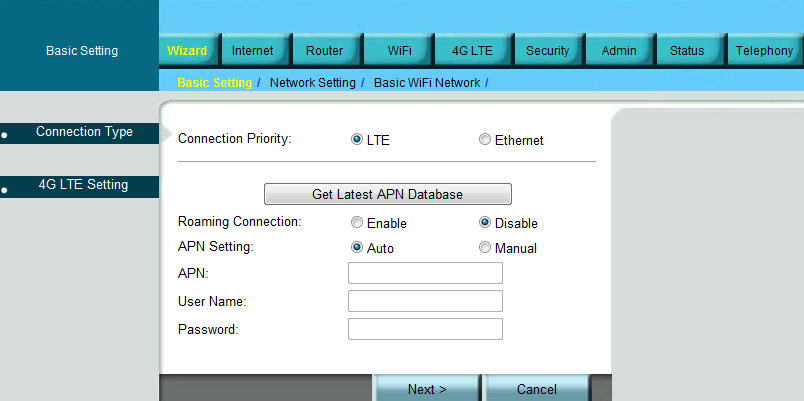 Basic Setting
Wizard Internet Router WiFi 4G LTE Security Admin Status Telephony
Basic Setting / Network Setting / Basic WiFi Network /
Connection Type
4G LTE Setting
Connection Priority: LTE Ethernet
Get Latest APN Database
Roaming Connection: Enable Disable
APN Setting: Auto Manual
APN:
User Name:
Password:
Next > Cancel